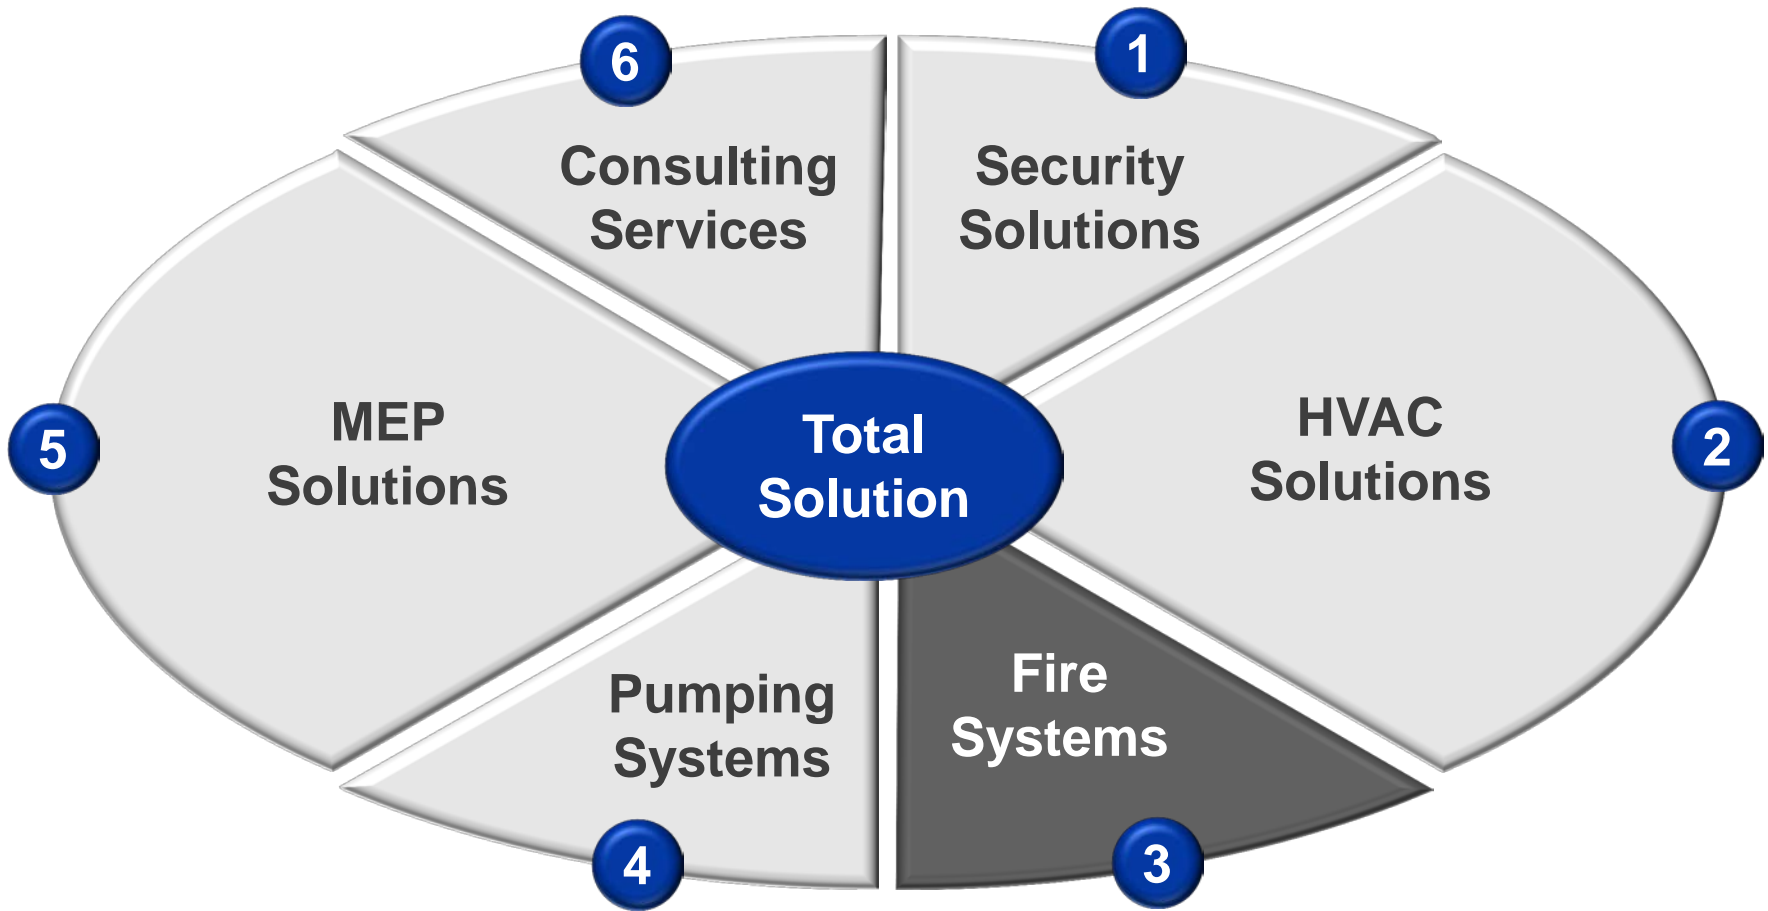 1
Security
Solutions
2
HVAC
Solutions
3
Fire
Systems
4
Pumping
Systems
5
MEP
Solutions
6
Consulting
Services
Total
Solution